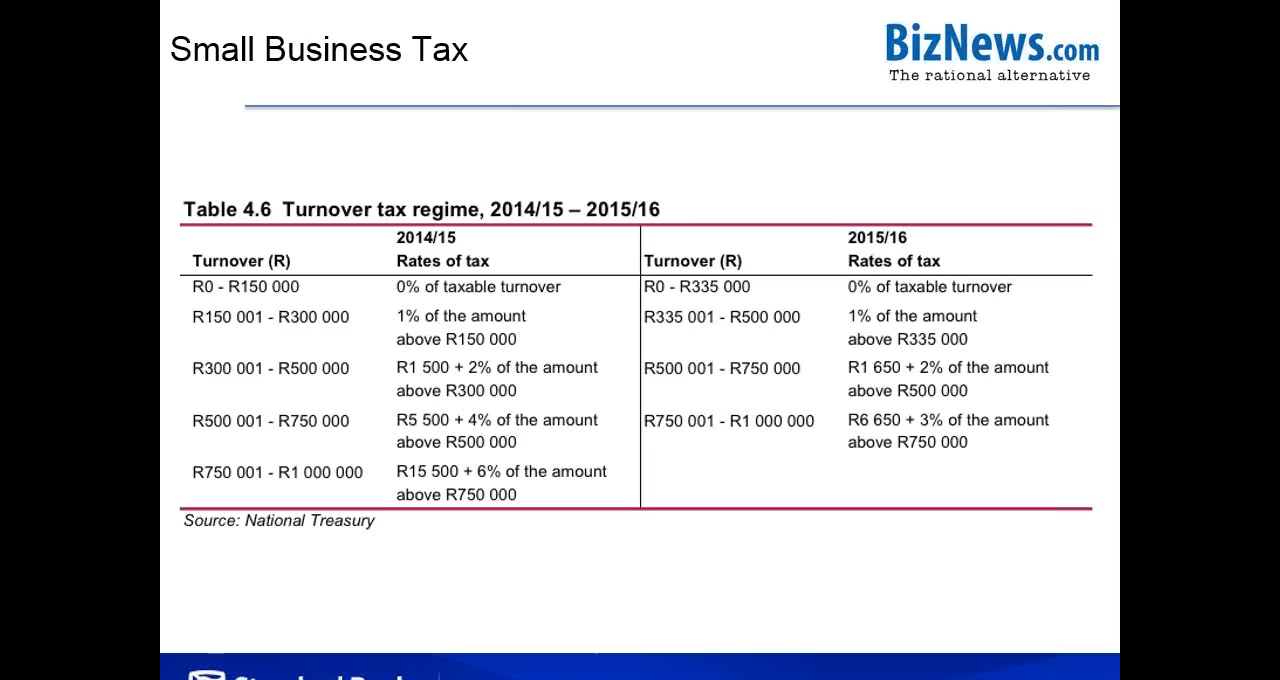 Small Business Tax
BizNews.com
The rational alternative
Table 4.6 Turnover tax regime, 2014/15 – 2015/16
2014/15 2015/16
Turnover (R) Rates of tax Turnover (R) Rates of tax
R0 - R150 000 0% of taxable turnover R0 - R335 000 0% of taxable turnover
R150 001 - R300 000 1% of the amount R335 001 - R500 000 1% of the amount
above R150 000 above R335 000
R300 001 - R500 000 R1 500 + 2% of the amount R500 001 - R750 000 R1 650 + 2% of the amount
above R300 000 above R500 000
R500 001 - R750 000 R5 500 + 4% of the amount R750 001 - R1 000 000 R6 650 + 3% of the amount
above R500 000 above R750 000
R750 001 - R1 000 000 R15 500 + 6% of the amount
above R750 000
Source: National Treasury